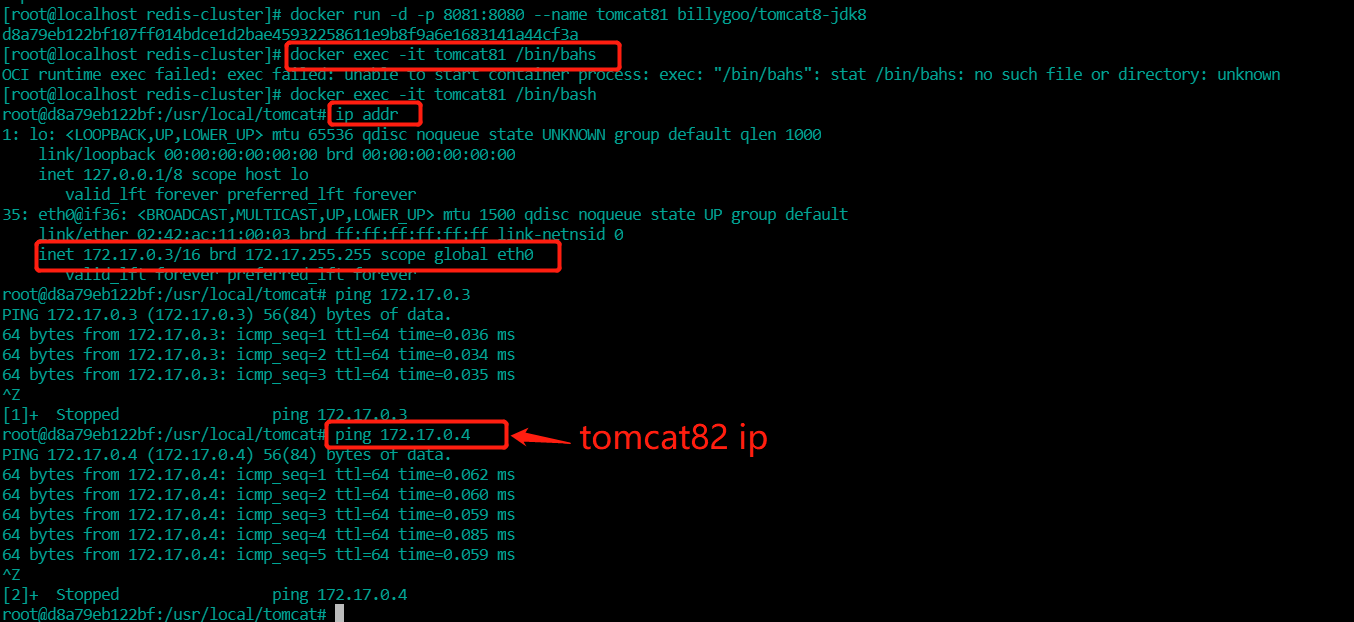 [root@localhost redis-cluster]# docker run -d -p 8081:8080 --name tomcat81 billygoo/tomcat8-jdk8
d8a79eb122bf107ff014bdce1d2bae45932258611e9b8f9a6e1683141a44cf3a
[root@localhost redis-cluster]# docker exec -it tomcat81 /bin/bahs
OCI runtime exec failed: exec failed: unable to start container process: exec: "/bin/bahs": stat /bin/bahs: no such file or directory: unknown
[root@localhost redis-cluster]# docker exec -it tomcat81 /bin/bash
root@d8a79eb122bf:/usr/local/tomcat# ip addr
1: lo: <LOOPBACK,UP,LOWER_UP> mtu 65536 qdisc noqueue state UNKNOWN group default qlen 1000
    link/loopback 00:00:00:00:00:00 brd 00:00:00:00:00:00
    inet 127.0.0.1/8 scope host lo
       valid_lft forever preferred_lft forever
35: eth0@if36: <BROADCAST,MULTICAST,UP,LOWER_UP> mtu 1500 qdisc noqueue state UP group default
    link/ether 02:42:ac:11:00:03 brd ff:ff:ff:ff:ff:ff link-netnsid 0
    inet 172.17.0.3/16 brd 172.17.255.255 scope global eth0
       valid_lft forever preferred_lft forever
root@d8a79eb122bf:/usr/local/tomcat# ping 172.17.0.3
PING 172.17.0.3 (172.17.0.3) 56(84) bytes of data.
64 bytes from 172.17.0.3: icmp_seq=1 ttl=64 time=0.036 ms
64 bytes from 172.17.0.3: icmp_seq=2 ttl=64 time=0.034 ms
64 bytes from 172.17.0.3: icmp_seq=3 ttl=64 time=0.035 ms
^Z
[1]+  Stopped                 ping 172.17.0.3
root@d8a79eb122bf:/usr/local/tomcat# ping 172.17.0.4
tomcat82 ip
PING 172.17.0.4 (172.17.0.4) 56(84) bytes of data.
64 bytes from 172.17.0.4: icmp_seq=1 ttl=64 time=0.062 ms
64 bytes from 172.17.0.4: icmp_seq=2 ttl=64 time=0.060 ms
64 bytes from 172.17.0.4: icmp_seq=3 ttl=64 time=0.059 ms
64 bytes from 172.17.0.4: icmp_seq=4 ttl=64 time=0.085 ms
64 bytes from 172.17.0.4: icmp_seq=5 ttl=64 time=0.059 ms
^Z
[2]+  Stopped                 ping 172.17.0.4
root@d8a79eb122bf:/usr/local/tomcat#